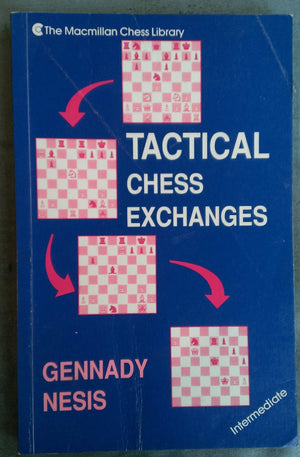 The Macmillan Chess Library
TACTICAL
CHESS
EXCHANGES
GENNADY
NESIS
Intermediate